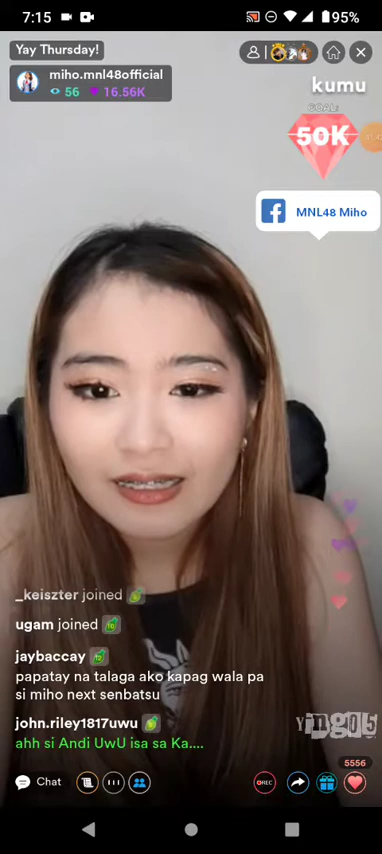 7:15
95%
Yay Thursday!
miho.mnl48official
56
16.56K
kumu
GOAL:
50K
MNL48 Miho
_keiszter joined
ugam joined
jaybaccay
papatay na talaga ako kapag wala pa
si miho next senbatsu
john.riley1817uwu
ahh si Andi UwU isa sa Ka....
Ying05
5556
Chat
REC